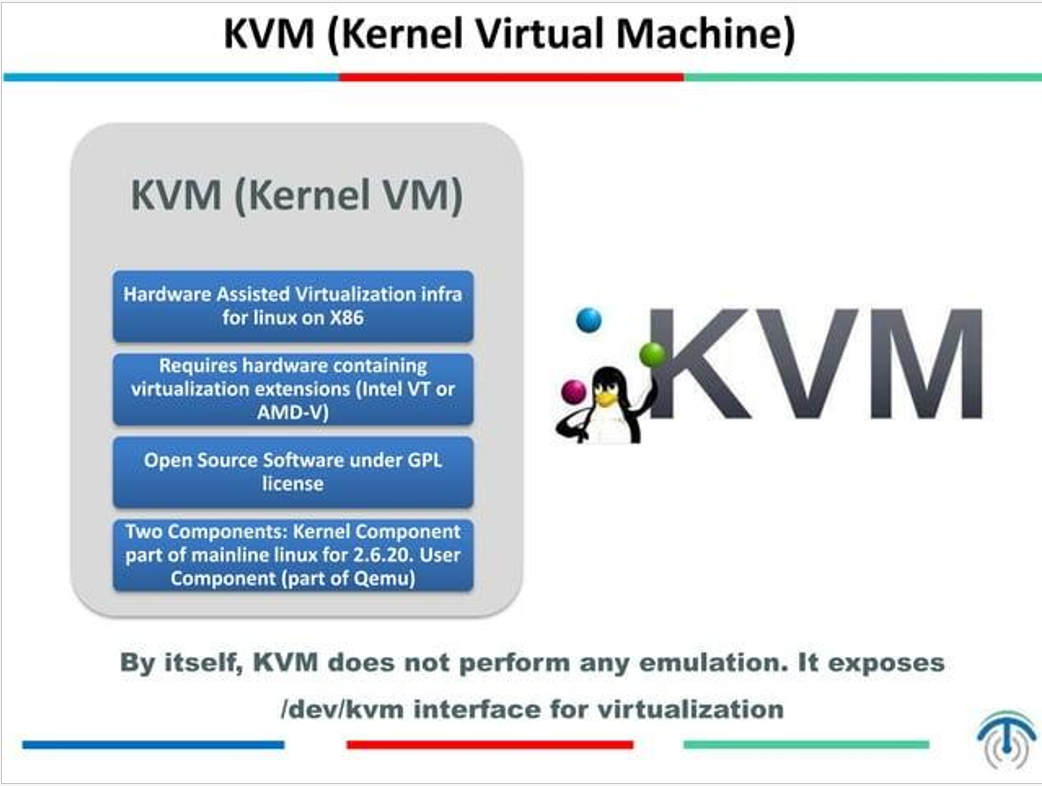 KVM (Kernel Virtual Machine)
KVM (Kernel VM)
Hardware Assisted Virtualization infra
for linux on X86
Requires hardware containing
virtualization extensions (Intel VT or
AMD-V)
Open Source Software under GPL
license
Two Components: Kernel Component
part of mainline linux for 2.6.20. User
Component (part of Qemu)
KVM
By itself, KVM does not perform any emulation. It exposes
/dev/kvm interface for virtualization